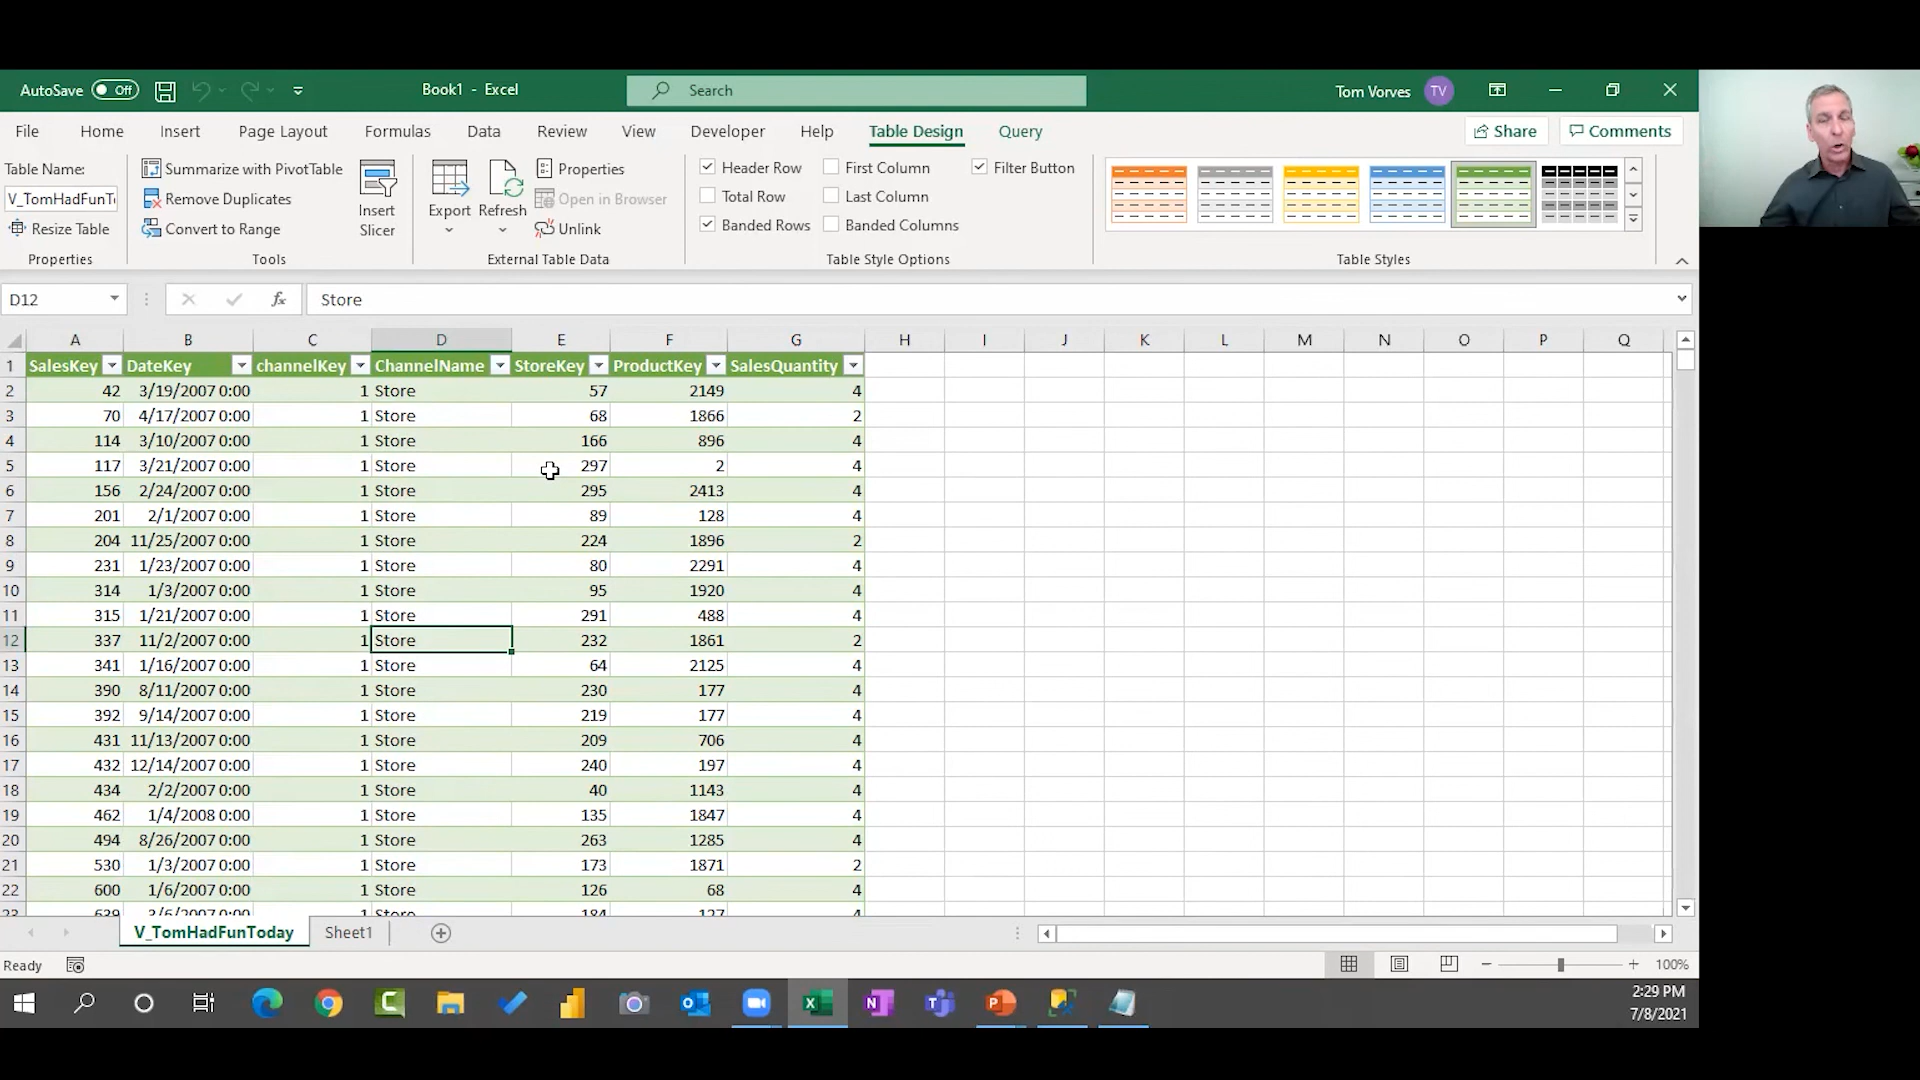 AutoSave Off Book1 - Excel Search Tom Vorves TV
File Home Insert Page Layout Formulas Data Review View Developer Help Table Design Query Share Comments
Table Name: Summarize with PivotTable Properties Header Row First Column Filter Button
V_TomHadFunT Remove Duplicates Insert Slicer Export Refresh Open in Browser Total Row Last Column
Resize Table Convert to Range Unlink Banded Rows Banded Columns
Properties Tools External Table Data Table Style Options Table Styles
D12 fx Store
A B C D E F G H I J K L M N O P Q
1 SalesKey DateKey channelKey ChannelName StoreKey ProductKey SalesQuantity
2 42 3/19/2007 0:00 1 Store 57 2149 4
3 70 4/17/2007 0:00 1 Store 68 1866 2
4 114 3/10/2007 0:00 1 Store 166 896 4
5 117 3/21/2007 0:00 1 Store 297 2 4
6 156 2/24/2007 0:00 1 Store 295 2413 4
7 201 2/1/2007 0:00 1 Store 89 128 4
8 204 11/25/2007 0:00 1 Store 224 1896 2
9 231 1/23/2007 0:00 1 Store 80 2291 4
10 314 1/3/2007 0:00 1 Store 95 1920 4
11 315 1/21/2007 0:00 1 Store 291 488 4
12 337 11/2/2007 0:00 1 Store 232 1861 2
13 341 1/16/2007 0:00 1 Store 64 2125 4
14 390 8/11/2007 0:00 1 Store 230 177 4
15 392 9/14/2007 0:00 1 Store 219 177 4
16 431 11/13/2007 0:00 1 Store 209 706 4
17 432 12/14/2007 0:00 1 Store 240 197 4
18 434 2/2/2007 0:00 1 Store 40 1143 4
19 462 1/4/2008 0:00 1 Store 135 1847 4
20 494 8/26/2007 0:00 1 Store 263 1285 4
21 530 1/3/2007 0:00 1 Store 173 1871 2
22 600 1/6/2007 0:00 1 Store 126 68 4
23 639 3/6/2007 0:00 1 Store 184 127 4
V_TomHadFunToday Sheet1
Ready 100%
2:29 PM
7/8/2021